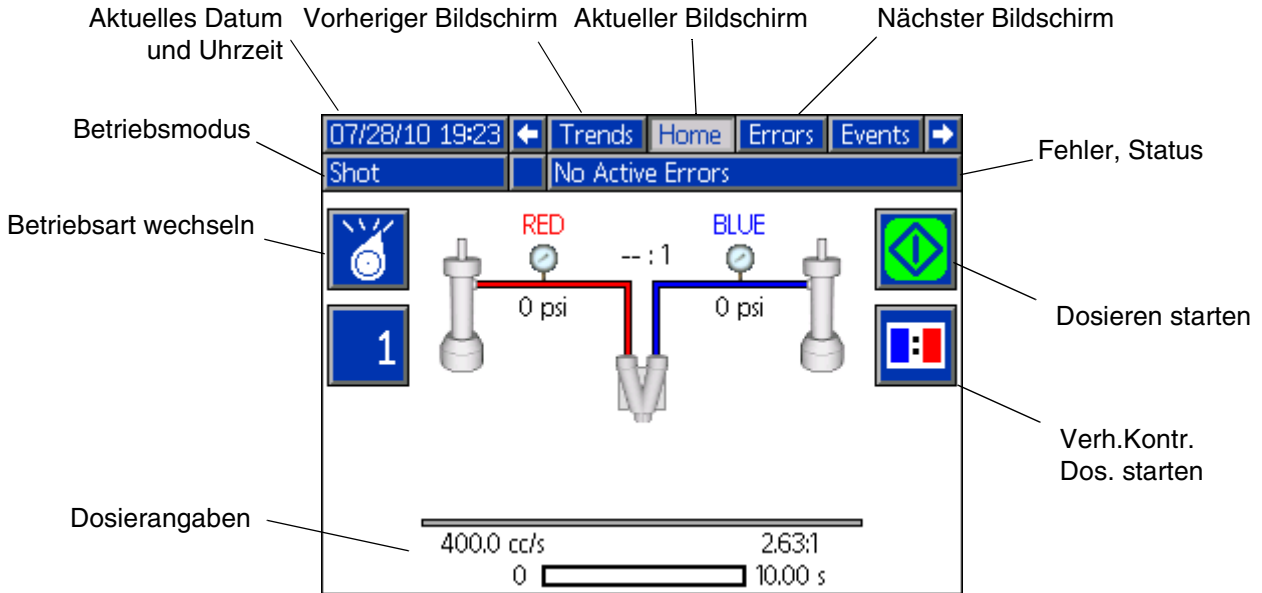 Aktuelles Datum und Uhrzeit
Vorheriger Bildschirm
Aktueller Bildschirm
Nächster Bildschirm
Betriebsmodus
Betriebsart wechseln
Dosierangaben
Fehler, Status
Dosieren starten
Verh.Kontr.
Dos. starten
07/28/10 19:23
Trends
Home
Errors
Events
Shot
No Active Errors
RED
-- : 1
BLUE
0 psi
0 psi
1
400.0 cc/s
2.63:1
0
10.00 s